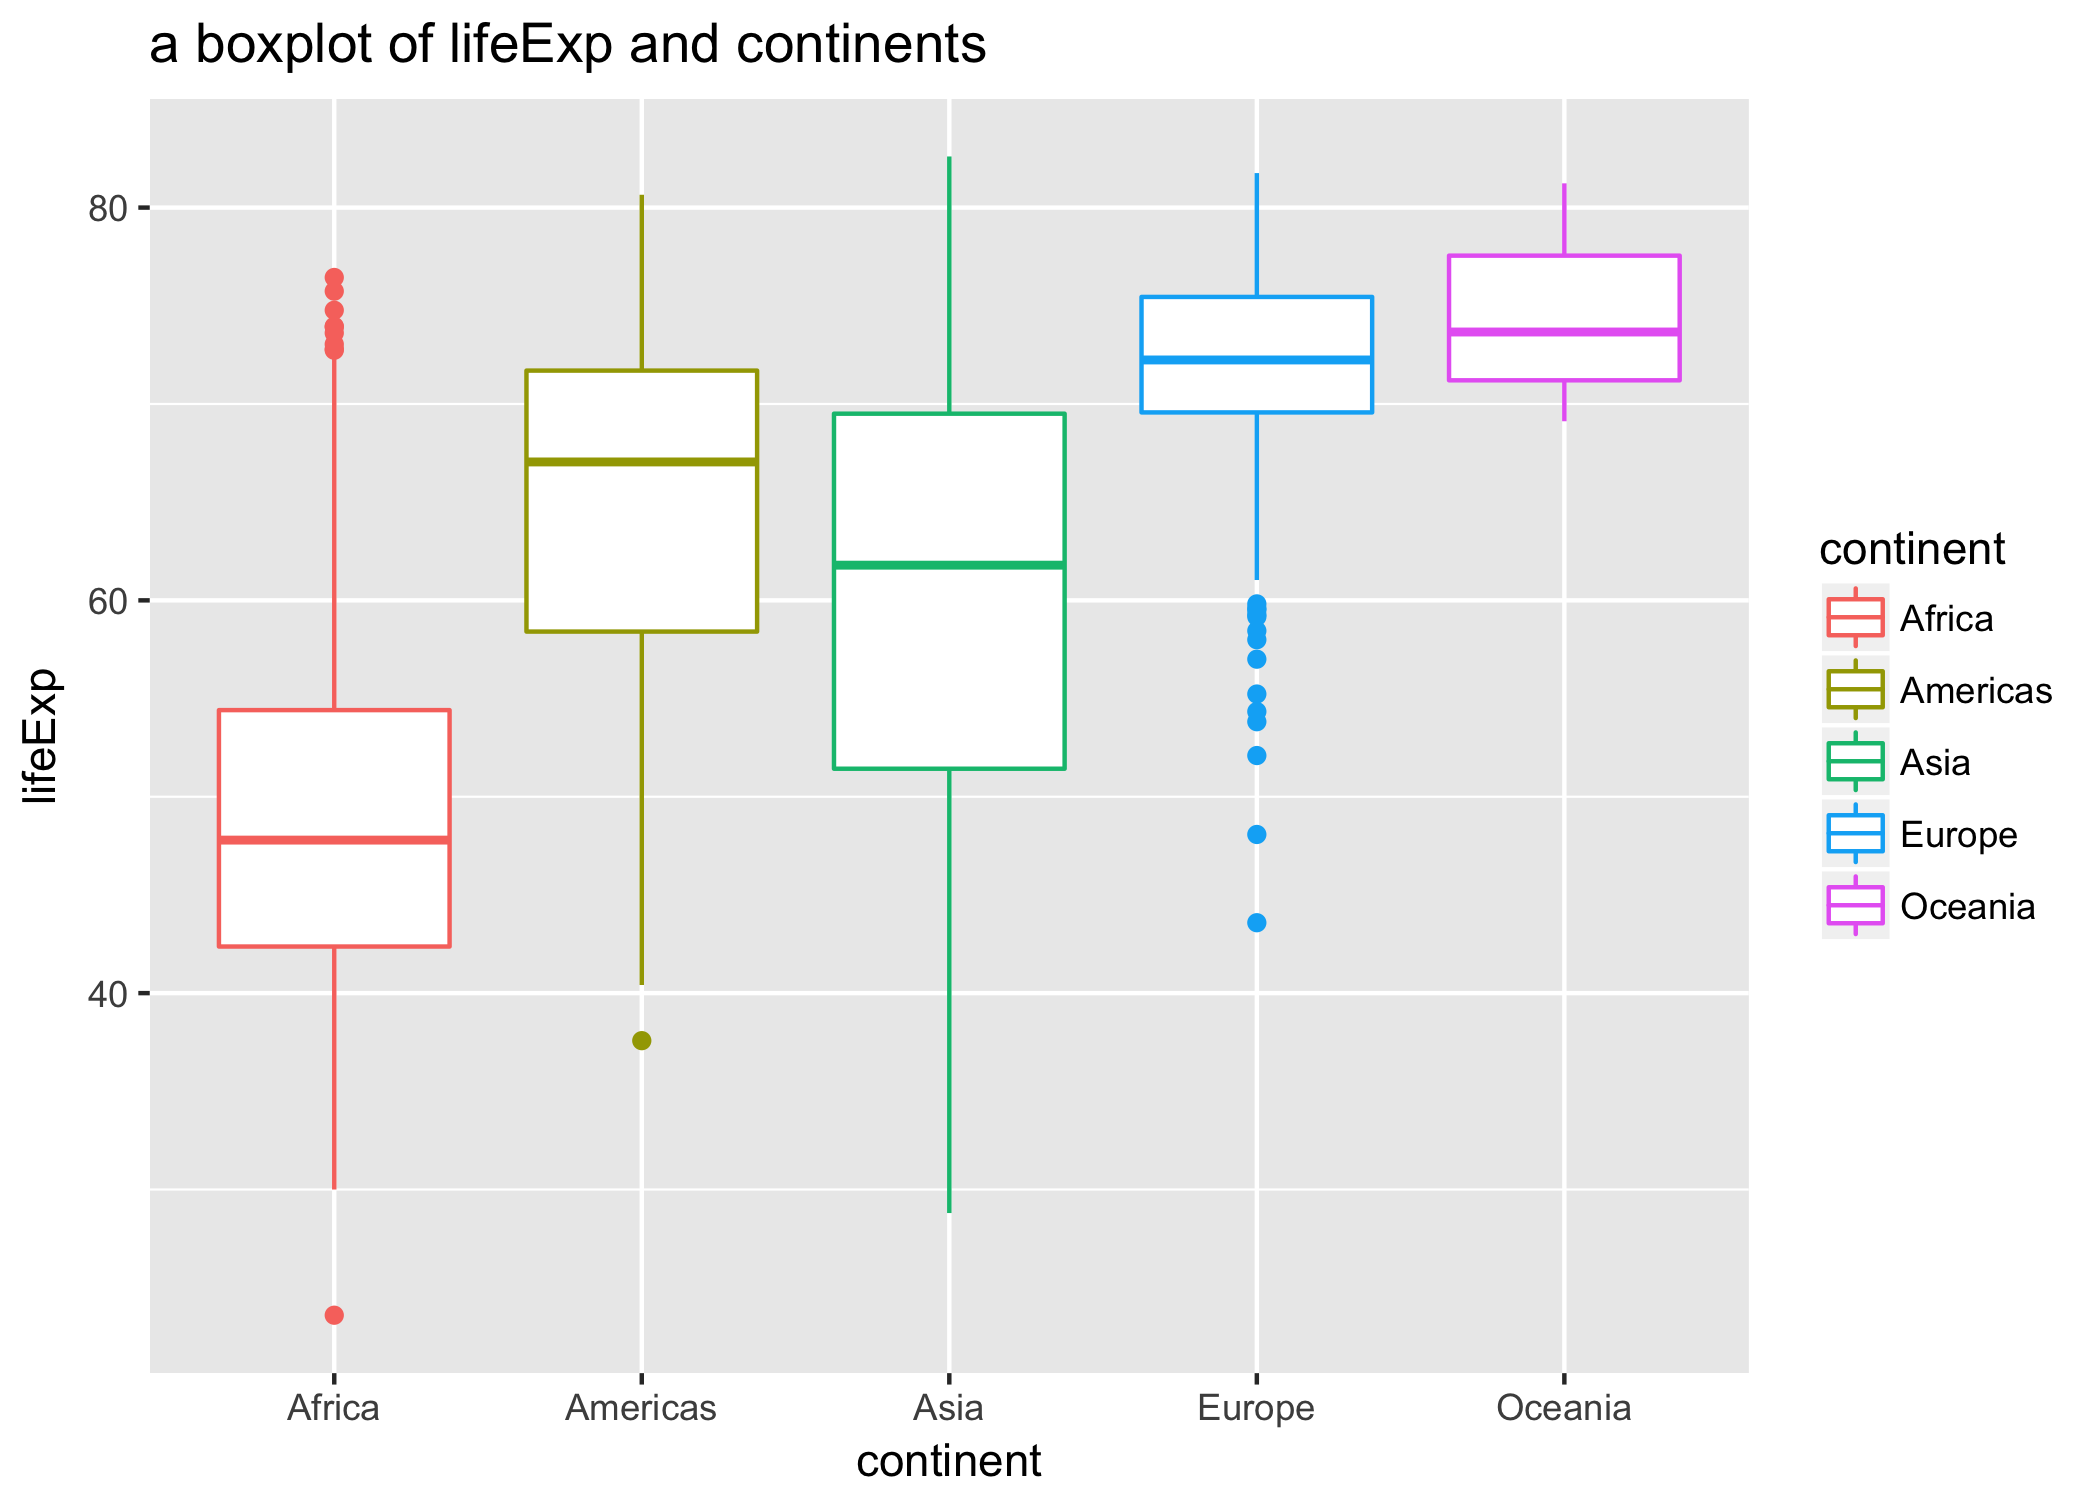 a boxplot of lifeExp and continents
80
60
40
lifeExp
Africa
Americas
Asia
Europe
Oceania
continent
continent
Africa
Americas
Asia
Europe
Oceania